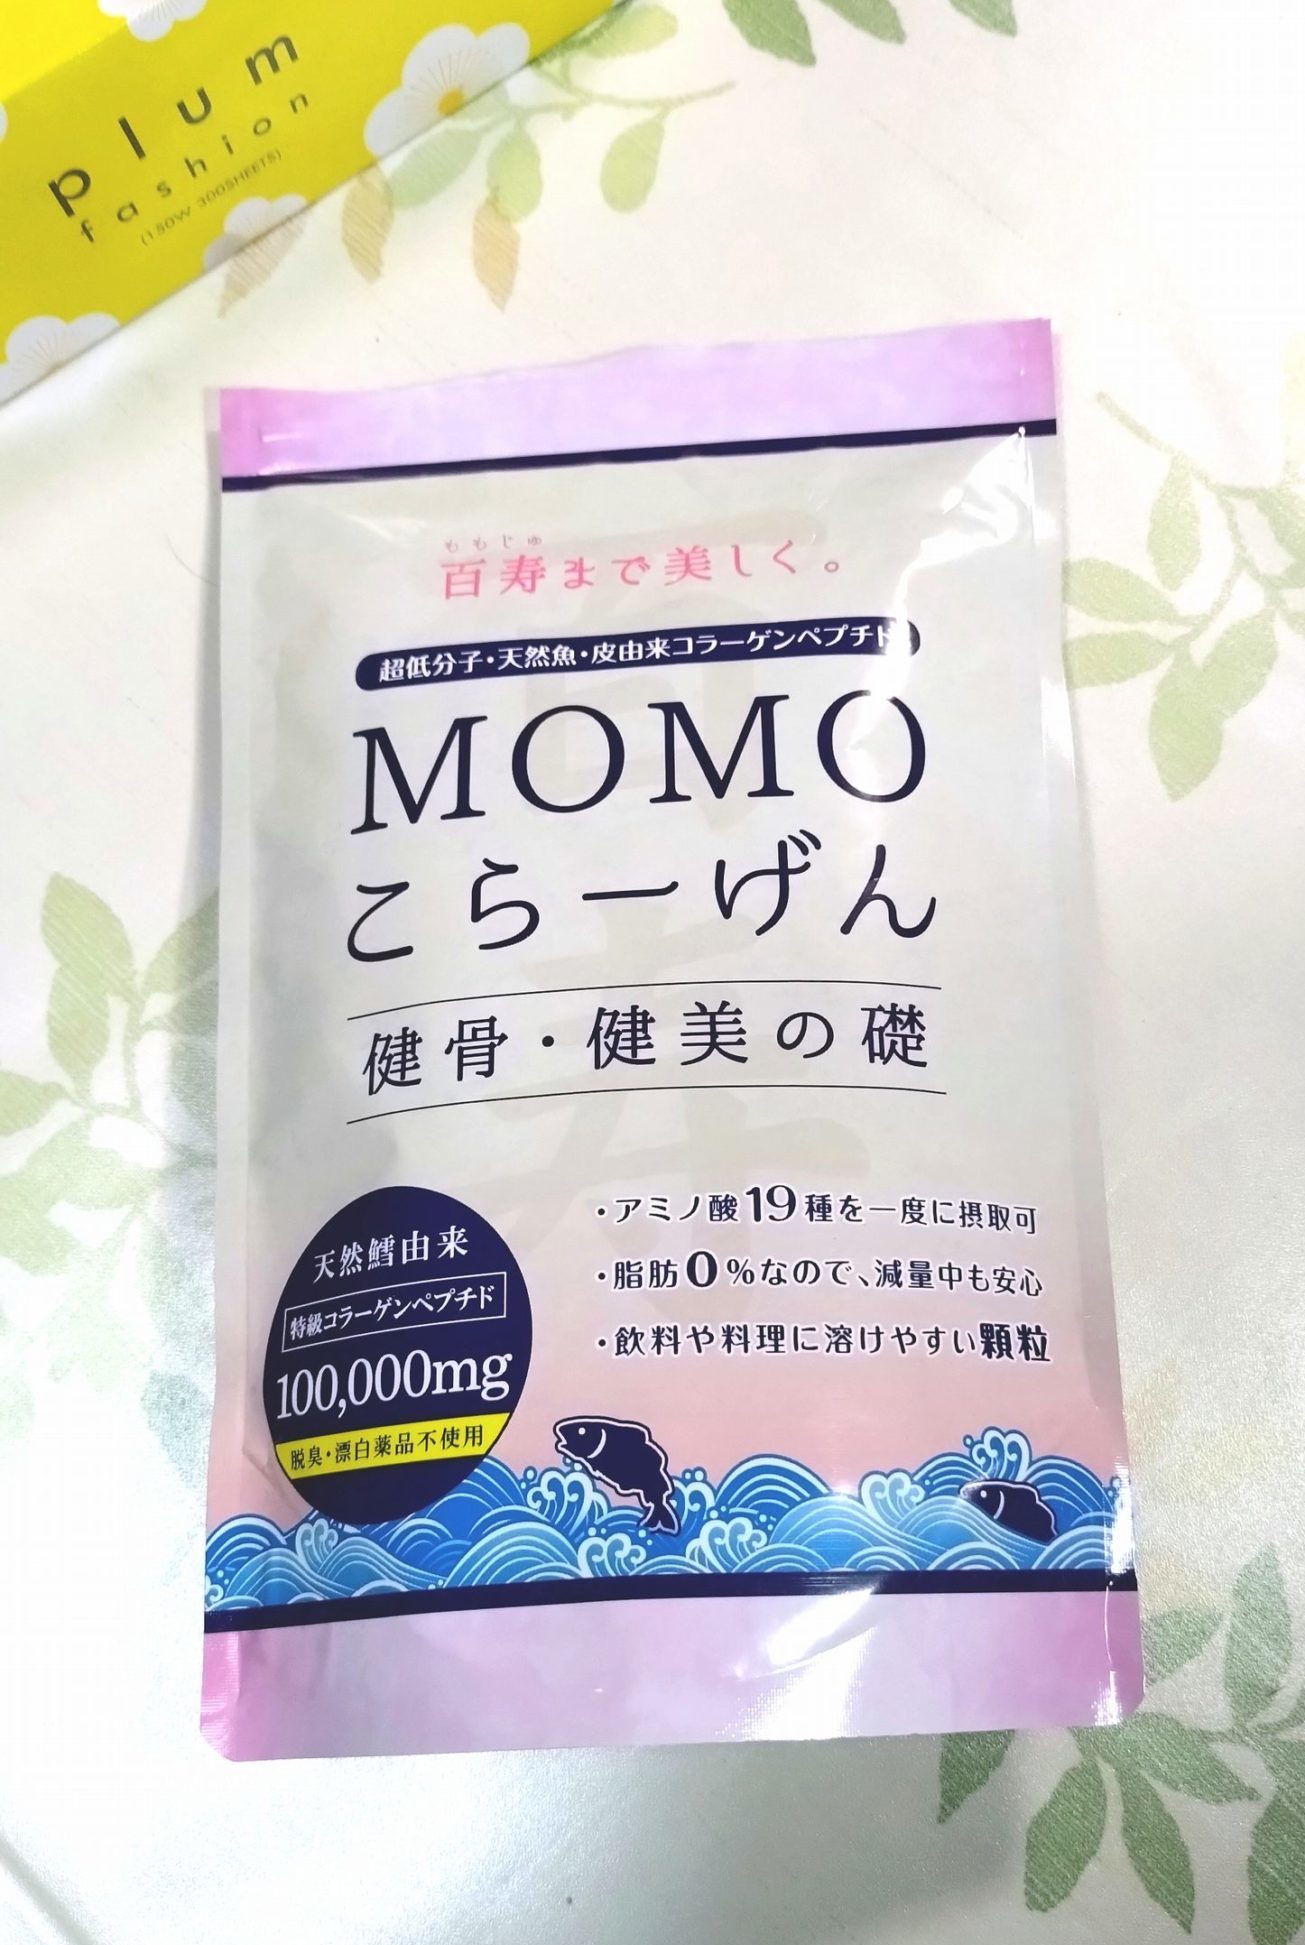 plum
fashion
(150W 300SHEETS)
ももじゅ
百寿まで美しく。
超低分子・天然魚・皮由来コラーゲンペプチド
MOMO
こらーげん
健骨・健美の礎
・アミノ酸19種を一度に摂取可
・脂肪0%なので、減量中も安心
・飲料や料理に溶けやすい顆粒
天然鱈由来
特級コラーゲンペプチド
100,000mg
脱臭・漂白薬品不使用
百寿